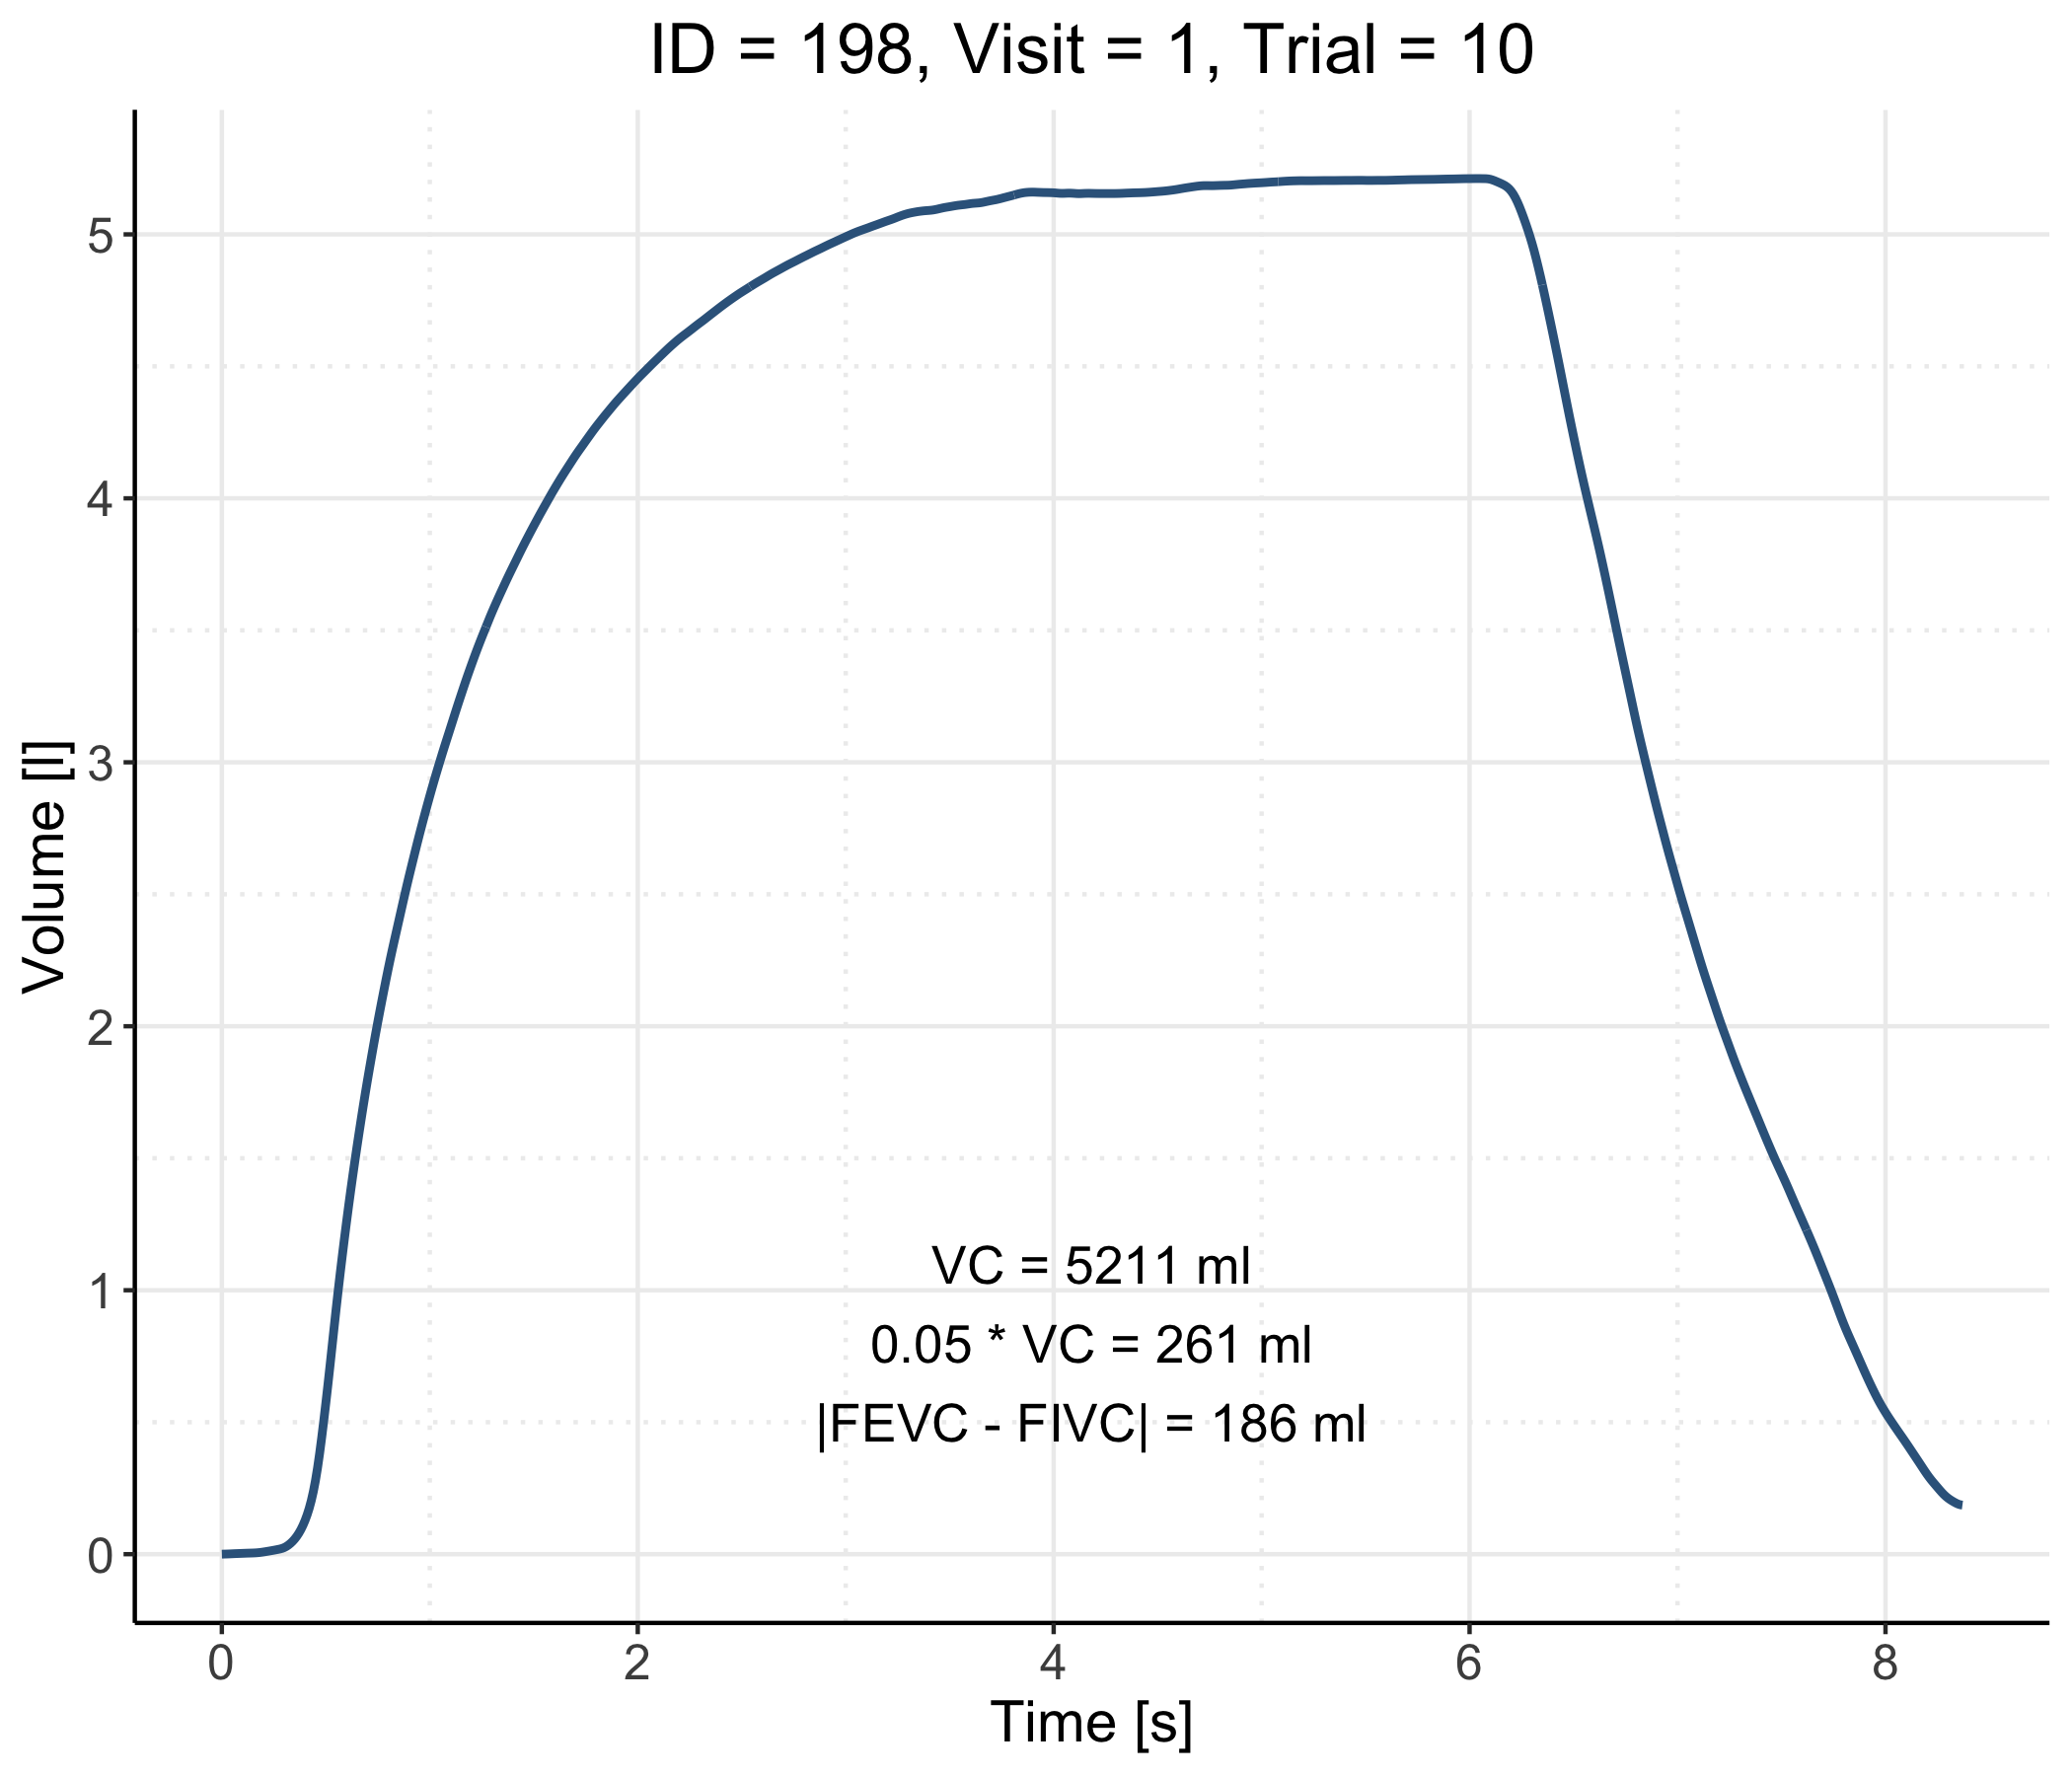 ID = 198, Visit = 1, Trial = 10
5
4
3
2
1
0
Volume [l]
VC = 5211 ml
0.05 * VC = 261 ml
|FEVC - FIVC| = 186 ml
0 2 4 6 8
Time [s]